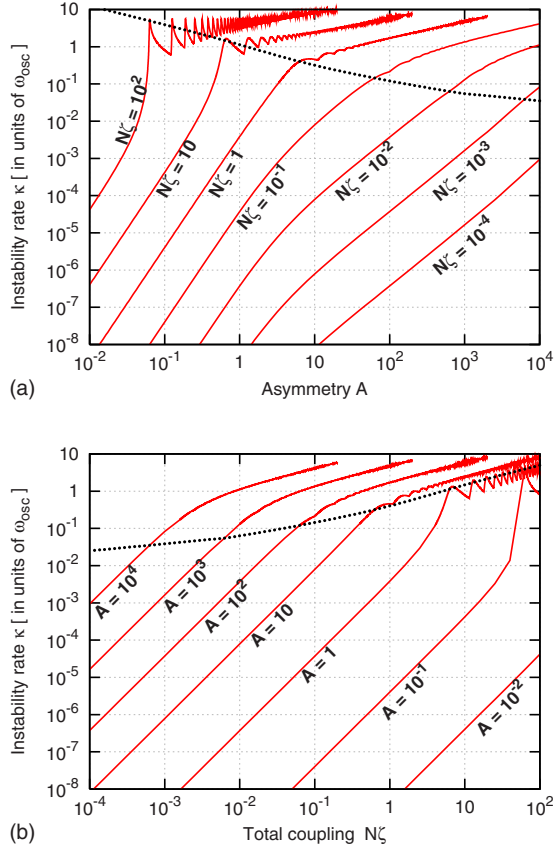 Instability rate κ [ in units of ω_osc ]
10
1
10^-1
10^-2
10^-3
10^-4
10^-5
10^-6
10^-7
10^-8
Nζ = 10^2
Nζ = 10
Nζ = 1
Nζ = 10^-1
Nζ = 10^-2
Nζ = 10^-3
Nζ = 10^-4
10^-2 10^-1 1 10 10^2 10^3 10^4
(a) Asymmetry A
Instability rate κ [ in units of ω_osc ]
10
1
10^-1
10^-2
10^-3
10^-4
10^-5
10^-6
10^-7
10^-8
A = 10^4
A = 10^3
A = 10^2
A = 10
A = 1
A = 10^-1
A = 10^-2
10^-4 10^-3 10^-2 10^-1 1 10 10^2
(b) Total coupling Nζ